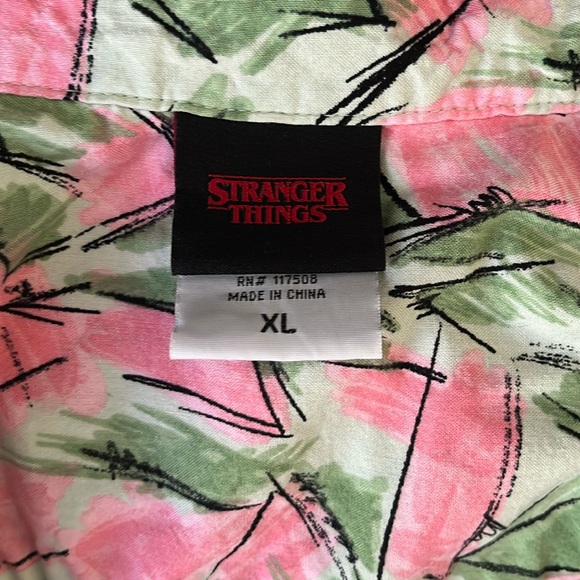 STRANGER
THINGS
RN# 117508
MADE IN CHINA
XL